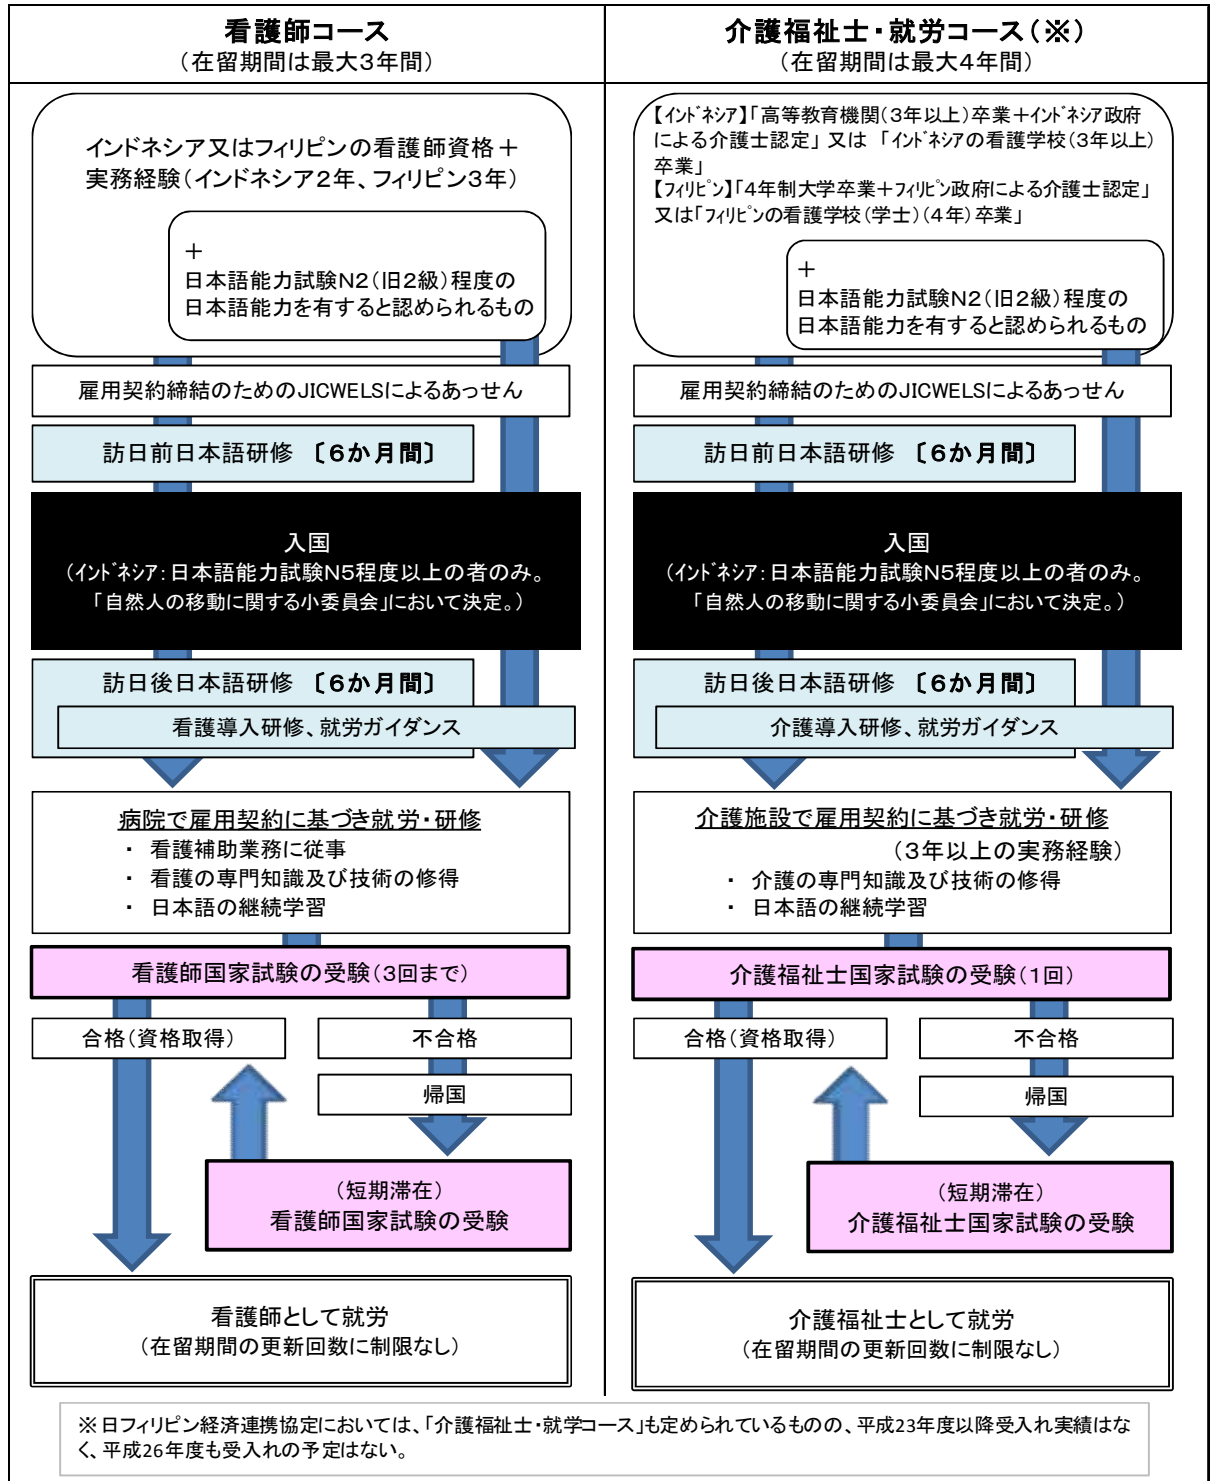 看護師コース
(在留期間は最大3年間)
インドネシア又はフィリピンの看護師資格+
実務経験(インドネシア2年、フィリピン3年)
+
日本語能力試験N2(旧2級)程度の
日本語能力を有すると認められるもの
雇用契約締結のためのJICWELSによるあっせん
訪日前日本語研修 〔6か月間〕
入国
(インドネシア:日本語能力試験N5程度以上の者のみ。
「自然人の移動に関する小委員会」において決定。)
訪日後日本語研修 〔6か月間〕
看護導入研修、就労ガイダンス
病院で雇用契約に基づき就労・研修
・ 看護補助業務に従事
・ 看護の専門知識及び技術の修得
・ 日本語の継続学習
看護師国家試験の受験(3回まで)
合格(資格取得)
不合格
帰国
(短期滞在)
看護師国家試験の受験
看護師として就労
(在留期間の更新回数に制限なし)
介護福祉士・就労コース(※)
(在留期間は最大4年間)
【インドネシア】「高等教育機関(3年以上)卒業+インドネシア政府
による介護士認定」 又は 「インドネシアの看護学校(3年以上)
卒業」
【フィリピン】「4年制大学卒業+フィリピン政府による介護士認定」
又は「フィリピンの看護学校(学士)(4年)卒業」
+
日本語能力試験N2(旧2級)程度の
日本語能力を有すると認められるもの
雇用契約締結のためのJICWELSによるあっせん
訪日前日本語研修 〔6か月間〕
入国
(インドネシア:日本語能力試験N5程度以上の者のみ。
「自然人の移動に関する小委員会」において決定。)
訪日後日本語研修 〔6か月間〕
介護導入研修、就労ガイダンス
介護施設で雇用契約に基づき就労・研修
(3年以上の実務経験)
・ 介護の専門知識及び技術の修得
・ 日本語の継続学習
介護福祉士国家試験の受験(1回)
合格(資格取得)
不合格
帰国
(短期滞在)
介護福祉士国家試験の受験
介護福祉士として就労
(在留期間の更新回数に制限なし)
※日フィリピン経済連携協定においては、「介護福祉士・就学コース」も定められているものの、平成23年度以降受入れ実績はな
く、平成26年度も受入れの予定はない。